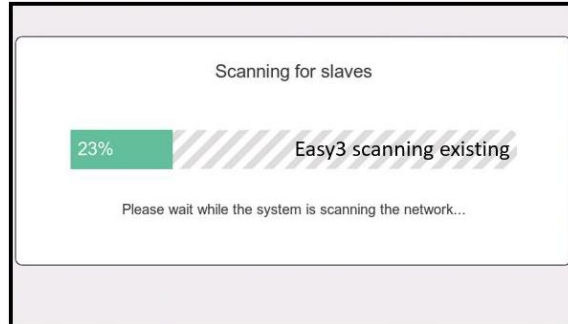 Scanning for slaves
23% Easy3 scanning existing
Please wait while the system is scanning the network...